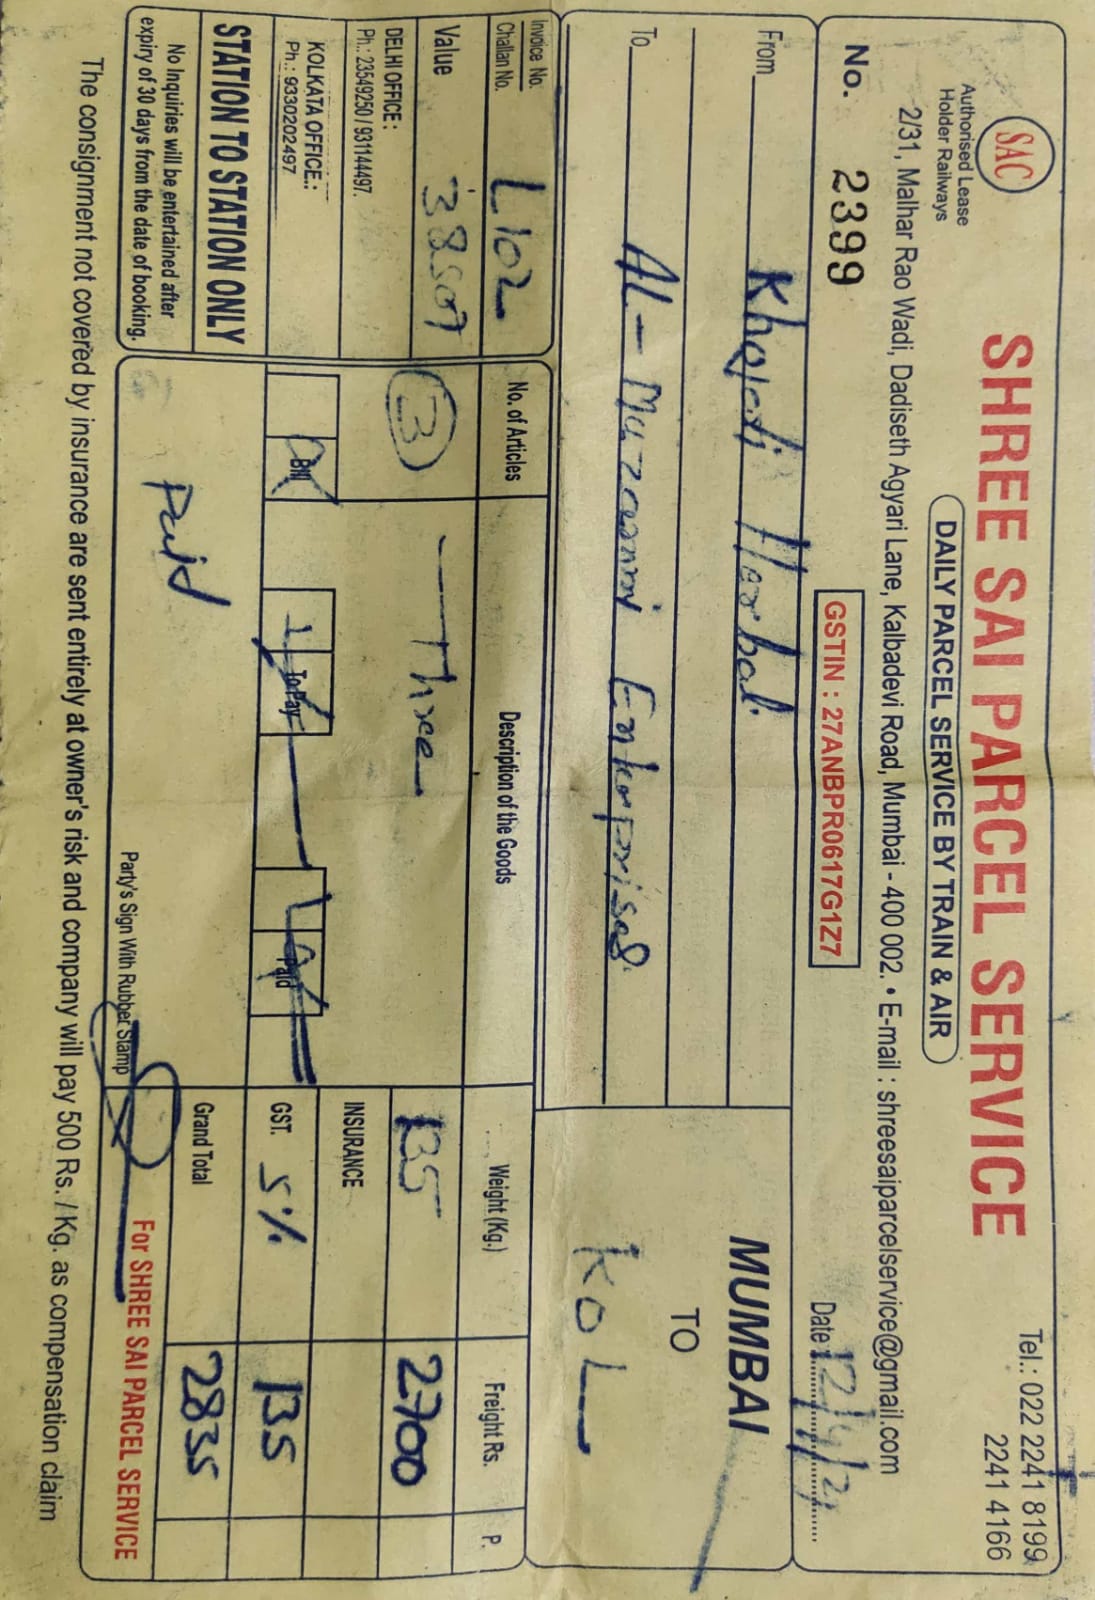 SHREE SAI PARCEL SERVICE
Tel.: 022 2241 8199
2241 4166
SAC
Authorised Lease
Holder Railways
DAILY PARCEL SERVICE BY TRAIN & AIR
2/31, Malhar Rao Wadi, Dadiseth Agyari Lane, Kalbadevi Road, Mumbai - 400 002. • E-mail : shreesaiparcelservice@gmail.com
No. 2399
GSTIN : 27ANBPR0617G1Z7
Date
From Khojati Herbal
MUMBAI
TO
KOL
To AL- Muzammi Enterprises
Invoice No.
Challan No. L102
Value 38507
DELHI OFFICE :
Ph.: 23549250 / 93114497.
KOLKATA OFFICE.:
Ph.: 9330202497
STATION TO STATION ONLY
No Inquiries will be entertained after
expiry of 30 days from the date of booking.
No. of Articles Description of the Goods Weight (Kg.) Freight Rs. P.
3 Three 135 2700
INSURANCE
Bill To Pay Paid
GST. 5% 135
Paid
Grand Total 2835
Party's Sign With Rubber Stamp
For SHREE SAI PARCEL SERVICE
The consignment not covered by insurance are sent entirely at owner's risk and company will pay 500 Rs. / Kg. as compensation claim